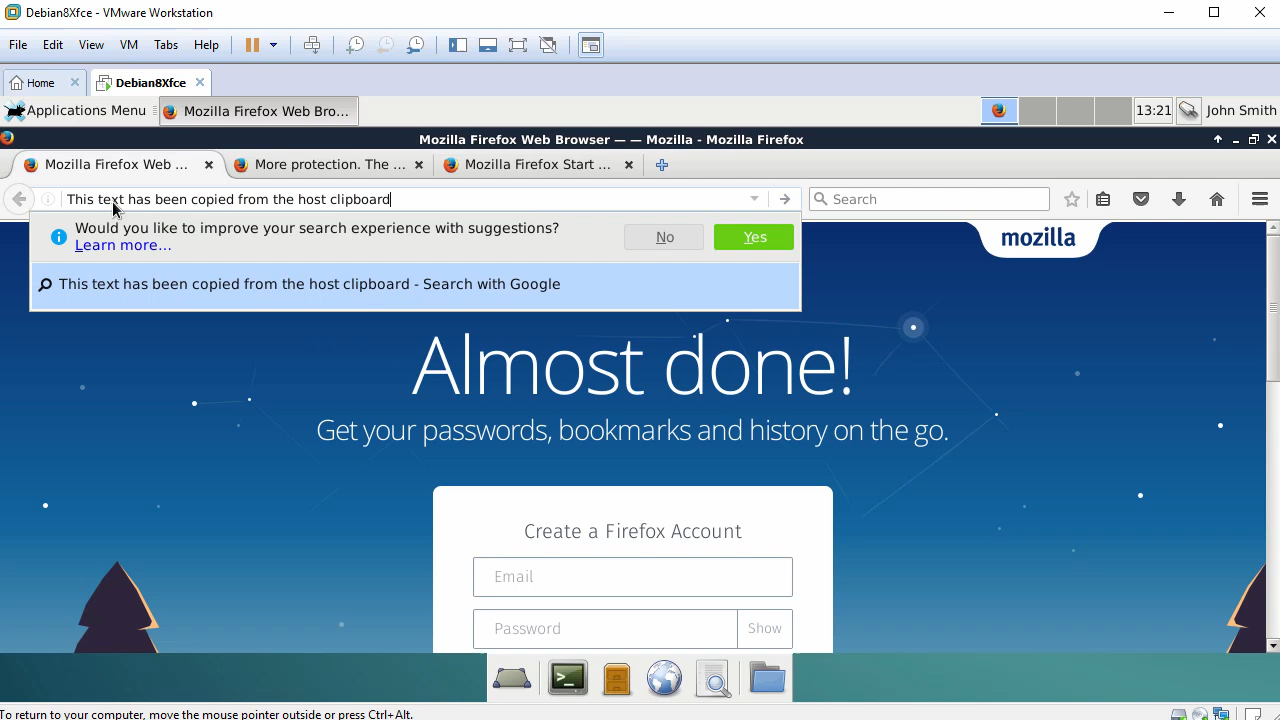 Debian8Xfce - VMware Workstation
File Edit View VM Tabs Help
Home Debian8Xfce
Applications Menu Mozilla Firefox Web Bro... 13:21 John Smith
Mozilla Firefox Web Browser — — Mozilla - Mozilla Firefox
Mozilla Firefox Web ... More protection. The ... Mozilla Firefox Start ...
This text has been copied from the host clipboard Search
Would you like to improve your search experience with suggestions?
Learn more...
No Yes
mozilla
This text has been copied from the host clipboard - Search with Google
Almost done!
Get your passwords, bookmarks and history on the go.
Create a Firefox Account
Email
Password Show
To return to your computer, move the mouse pointer outside or press Ctrl+Alt.